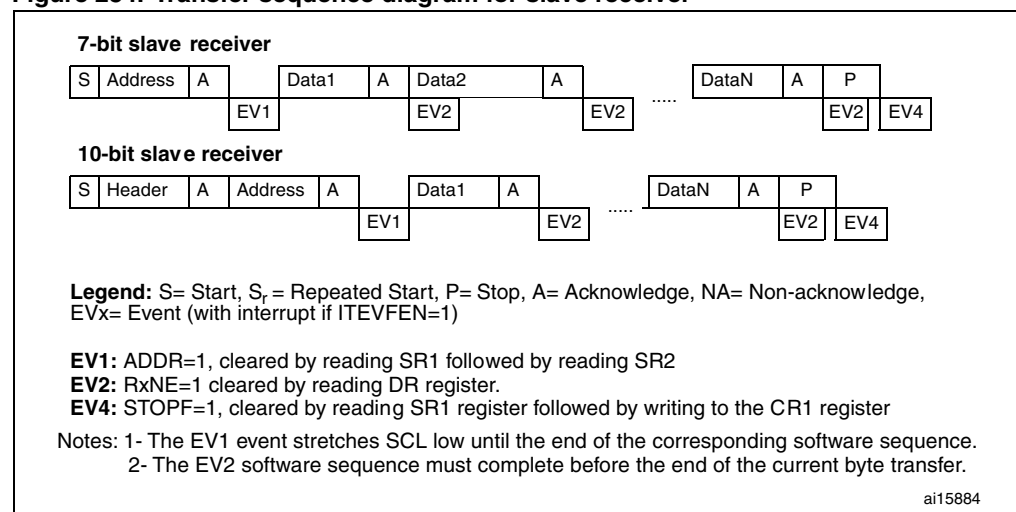 7-bit slave receiver
S Address A Data1 A Data2 A ..... DataN A P
EV1 EV2 EV2 EV2 EV4
10-bit slave receiver
S Header A Address A Data1 A ..... DataN A P
EV1 EV2 EV2 EV4
Legend: S= Start, Sr = Repeated Start, P= Stop, A= Acknowledge, NA= Non-acknowledge,
EVx= Event (with interrupt if ITEVFEN=1)
EV1: ADDR=1, cleared by reading SR1 followed by reading SR2
EV2: RxNE=1 cleared by reading DR register.
EV4: STOPF=1, cleared by reading SR1 register followed by writing to the CR1 register
Notes: 1- The EV1 event stretches SCL low until the end of the corresponding software sequence.
2- The EV2 software sequence must complete before the end of the current byte transfer.
ai15884